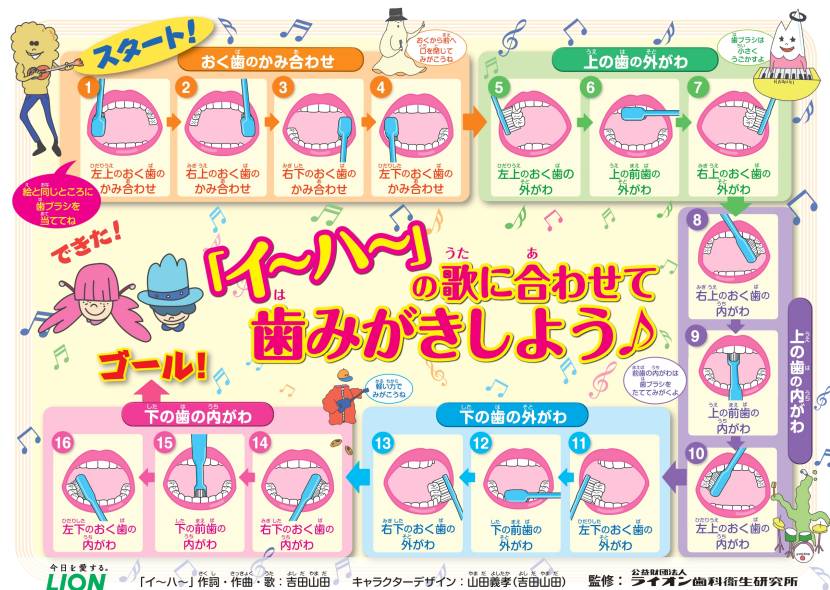 スタート!
おく歯のかみ合わせ
おくから前へ
口を閉じて
みがこうね
1
左上のおく歯の
かみ合わせ
2
右上のおく歯の
かみ合わせ
3
右下のおく歯の
かみ合わせ
4
左下のおく歯の
かみ合わせ
絵と同じところに
歯ブラシを
当ててね
上の歯の外がわ
歯ブラシは
小さく
うごかすよ
5
左上のおく歯の
外がわ
6
上の前歯の
外がわ
7
右上のおく歯の
外がわ
できた!
「イ〜ハ〜」の歌に合わせて
歯みがきしよう♪
上の歯の内がわ
8
右上のおく歯の
内がわ
9
上の前歯の
内がわ
前歯の内がわは
歯ブラシを
たててみがくよ
10
左上のおく歯の
内がわ
下の歯の外がわ
11
左下のおく歯の
外がわ
12
下の前歯の
外がわ
13
右下のおく歯の
外がわ
軽い力で
みがこうね
下の歯の内がわ
14
右下のおく歯の
内がわ
15
下の前歯の
内がわ
16
左下のおく歯の
内がわ
ゴール!
今日を愛する。
LION
「イ〜ハ〜」作詞・作曲・歌:吉田山田
キャラクターデザイン:山田義孝(吉田山田)
監修:公益財団法人
ライオン歯科衛生研究所